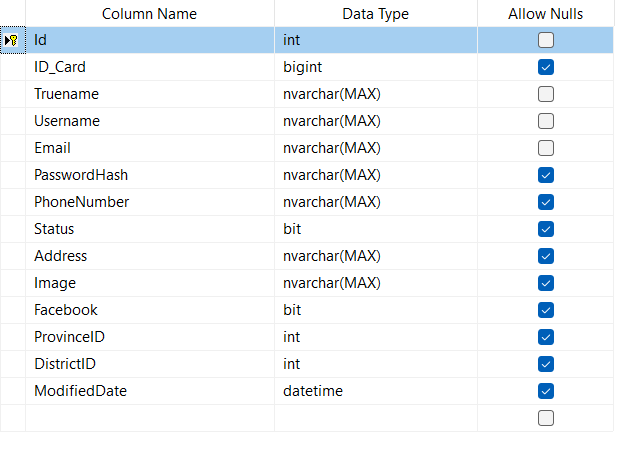 Column Name Data Type Allow Nulls
Id int
ID_Card bigint
Truename nvarchar(MAX)
Username nvarchar(MAX)
Email nvarchar(MAX)
PasswordHash nvarchar(MAX)
PhoneNumber nvarchar(MAX)
Status bit
Address nvarchar(MAX)
Image nvarchar(MAX)
Facebook bit
ProvinceID int
DistrictID int
ModifiedDate datetime